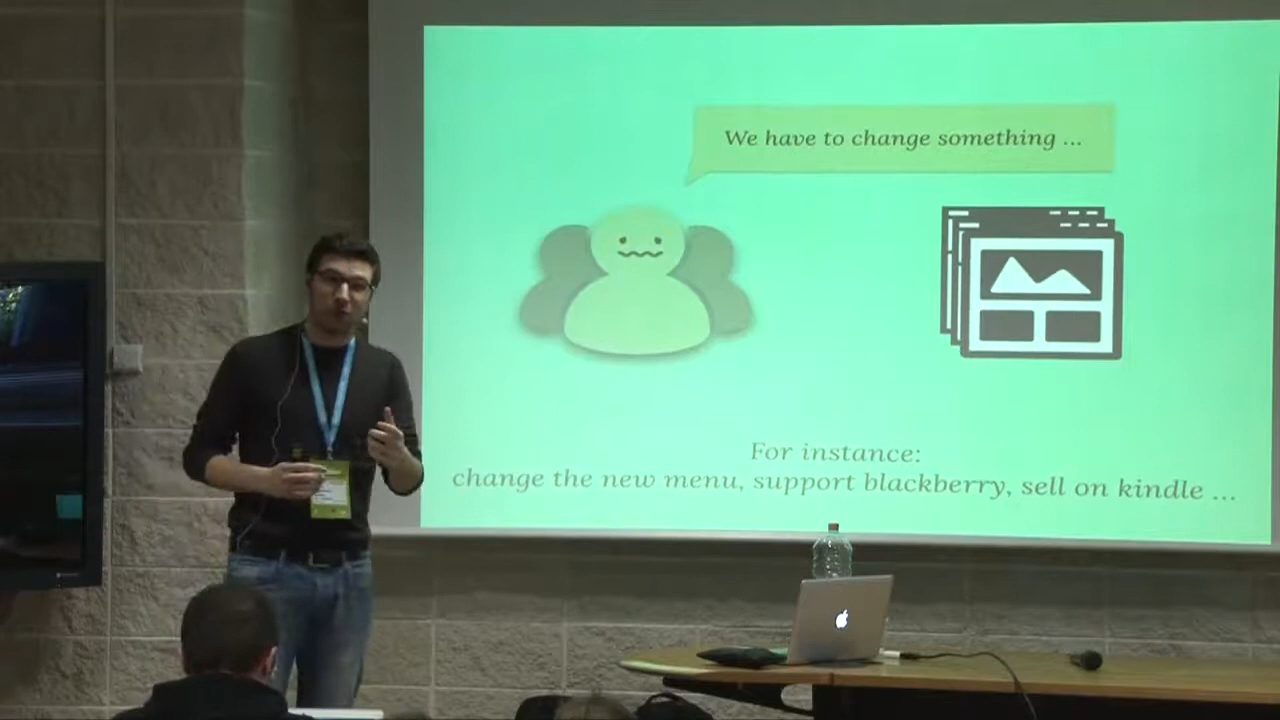 We have to change something ...
For instance:
change the new menu, support blackberry, sell on kindle ...